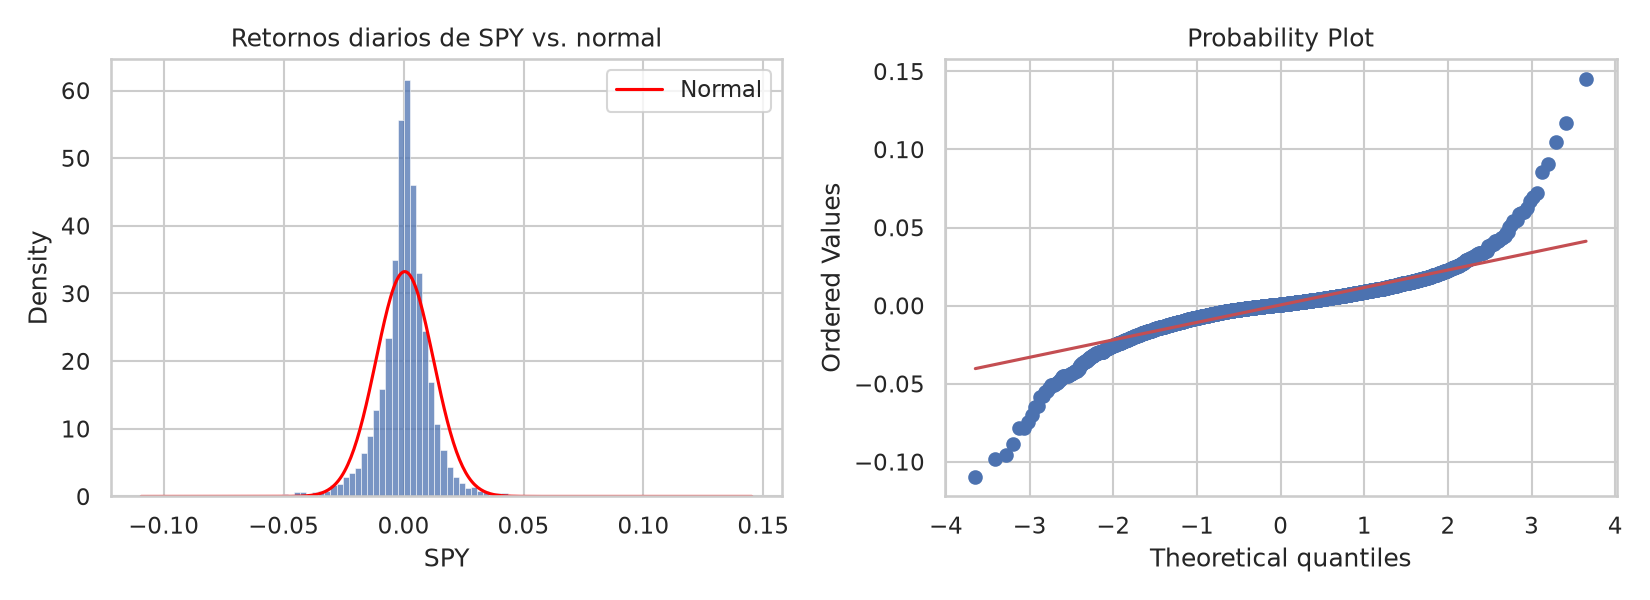 Retornos diarios de SPY vs. normal
Normal
Density
60
50
40
30
20
10
0
−0.10 −0.05 0.00 0.05 0.10 0.15
SPY
Probability Plot
Ordered Values
0.15
0.10
0.05
0.00
−0.05
−0.10
−4 −3 −2 −1 0 1 2 3 4
Theoretical quantiles